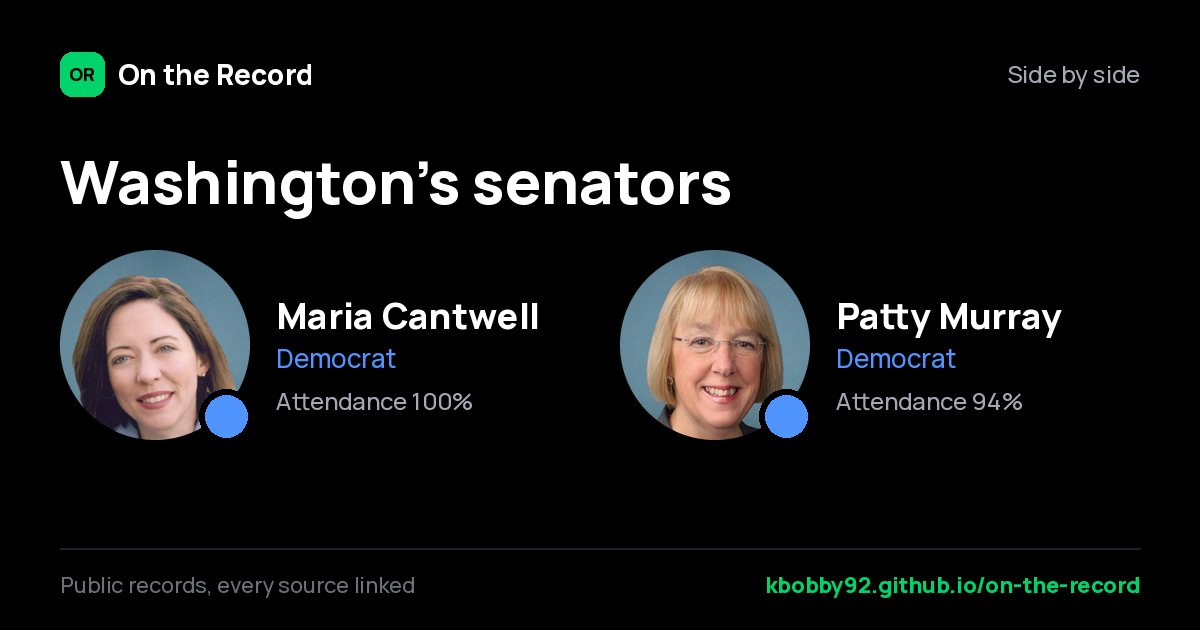 OR On the Record
Side by side
Washington’s senators
Maria Cantwell
Democrat
Attendance 100%
Patty Murray
Democrat
Attendance 94%
Public records, every source linked
kbobby92.github.io/on-the-record